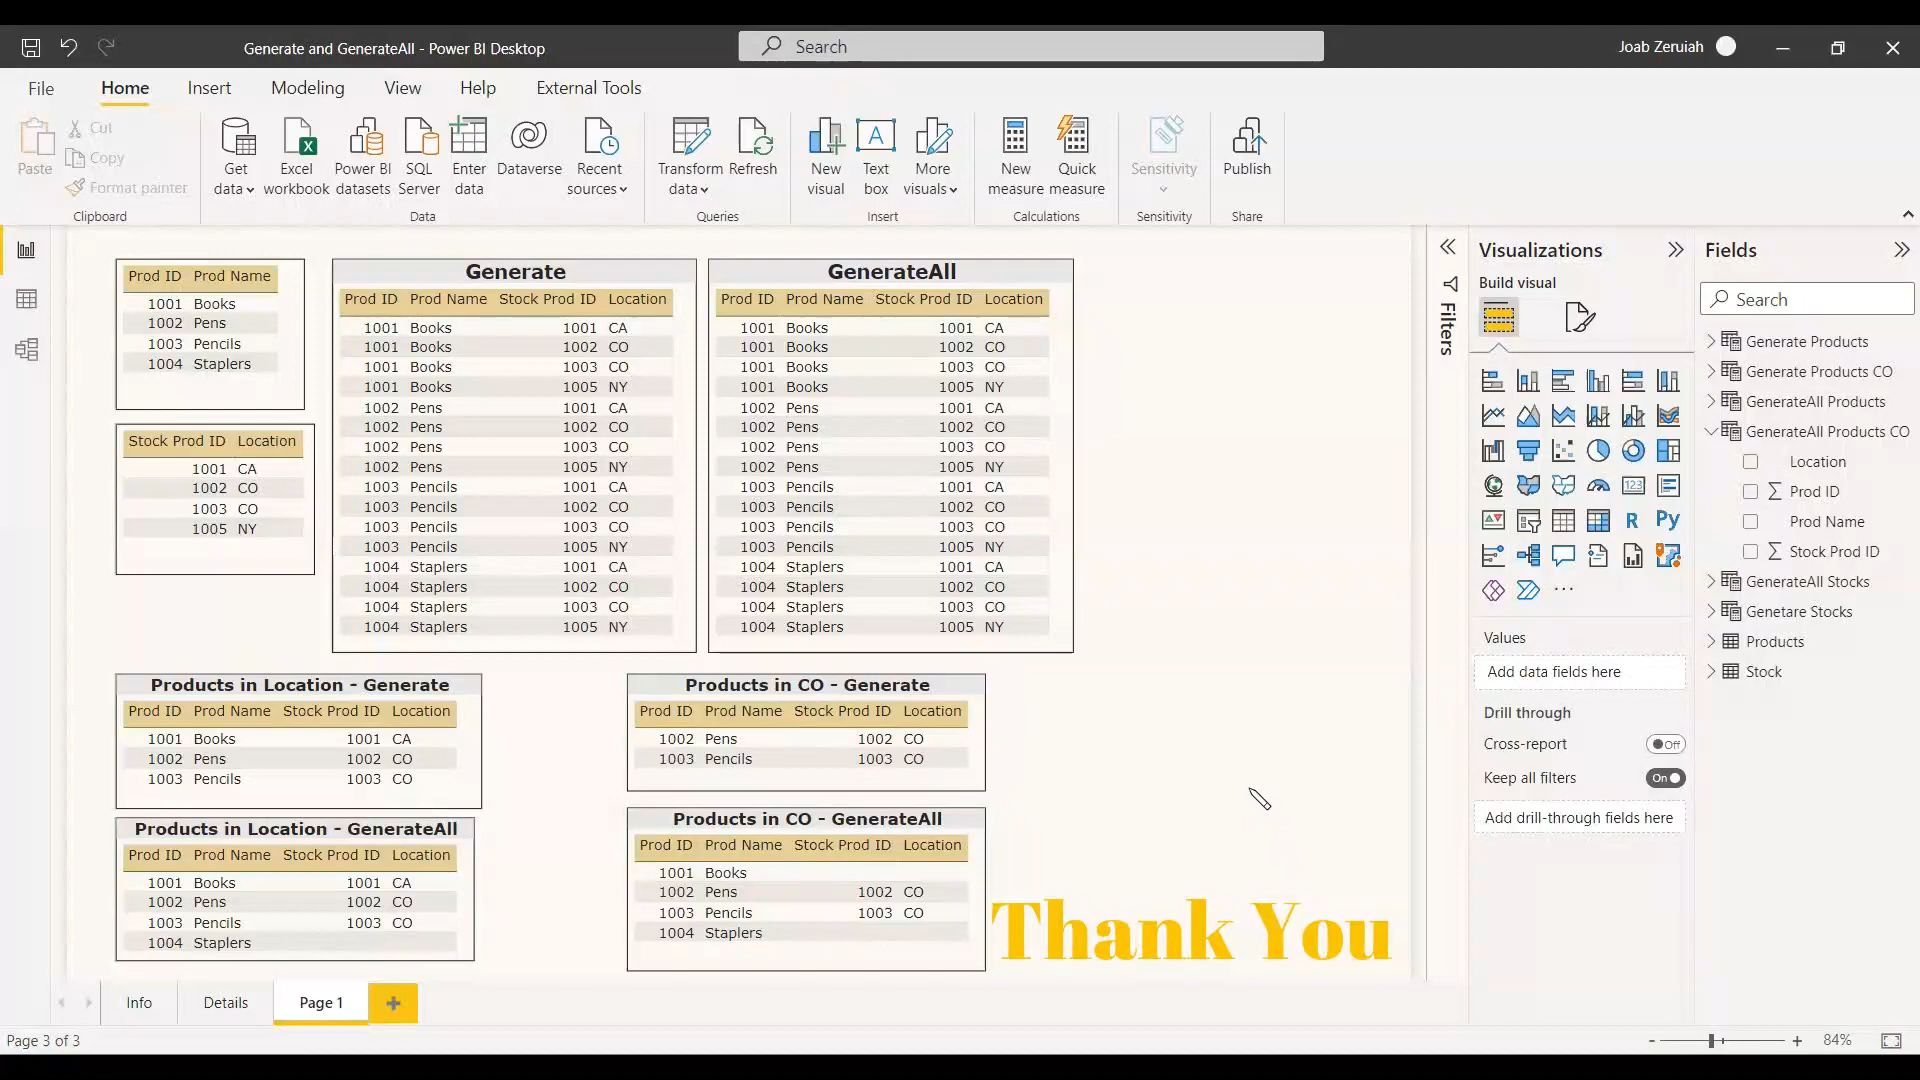 Generate and GenerateAll - Power BI Desktop
Search
Joab Zeruiah
File Home Insert Modeling View Help External Tools
Paste
Cut
Copy
Format painter
Clipboard
Get data
Excel workbook
Power BI datasets
SQL Server
Enter data
Dataverse
Recent sources
Data
Transform data
Refresh
Queries
New visual
Text box
More visuals
Insert
New measure
Quick measure
Calculations
Sensitivity
Sensitivity
Publish
Share
Prod ID Prod Name
1001 Books
1002 Pens
1003 Pencils
1004 Staplers
Stock Prod ID Location
1001 CA
1002 CO
1003 CO
1005 NY
Generate
Prod ID Prod Name Stock Prod ID Location
1001 Books 1001 CA
1001 Books 1002 CO
1001 Books 1003 CO
1001 Books 1005 NY
1002 Pens 1001 CA
1002 Pens 1002 CO
1002 Pens 1003 CO
1002 Pens 1005 NY
1003 Pencils 1001 CA
1003 Pencils 1002 CO
1003 Pencils 1003 CO
1003 Pencils 1005 NY
1004 Staplers 1001 CA
1004 Staplers 1002 CO
1004 Staplers 1003 CO
1004 Staplers 1005 NY
GenerateAll
Prod ID Prod Name Stock Prod ID Location
1001 Books 1001 CA
1001 Books 1002 CO
1001 Books 1003 CO
1001 Books 1005 NY
1002 Pens 1001 CA
1002 Pens 1002 CO
1002 Pens 1003 CO
1002 Pens 1005 NY
1003 Pencils 1001 CA
1003 Pencils 1002 CO
1003 Pencils 1003 CO
1003 Pencils 1005 NY
1004 Staplers 1001 CA
1004 Staplers 1002 CO
1004 Staplers 1003 CO
1004 Staplers 1005 NY
Products in Location - Generate
Prod ID Prod Name Stock Prod ID Location
1001 Books 1001 CA
1002 Pens 1002 CO
1003 Pencils 1003 CO
Products in Location - GenerateAll
Prod ID Prod Name Stock Prod ID Location
1001 Books 1001 CA
1002 Pens 1002 CO
1003 Pencils 1003 CO
1004 Staplers
Products in CO - Generate
Prod ID Prod Name Stock Prod ID Location
1002 Pens 1002 CO
1003 Pencils 1003 CO
Products in CO - GenerateAll
Prod ID Prod Name Stock Prod ID Location
1001 Books
1002 Pens 1002 CO
1003 Pencils 1003 CO
1004 Staplers
Thank You
Filters
Visualizations
Build visual
123
R
Py
Values
Add data fields here
Drill through
Cross-report Off
Keep all filters On
Add drill-through fields here
Fields
Search
Generate Products
Generate Products CO
GenerateAll Products
GenerateAll Products CO
Location
Prod ID
Prod Name
Stock Prod ID
GenerateAll Stocks
Genetare Stocks
Products
Stock
Info Details Page 1
Page 3 of 3
- + 84%